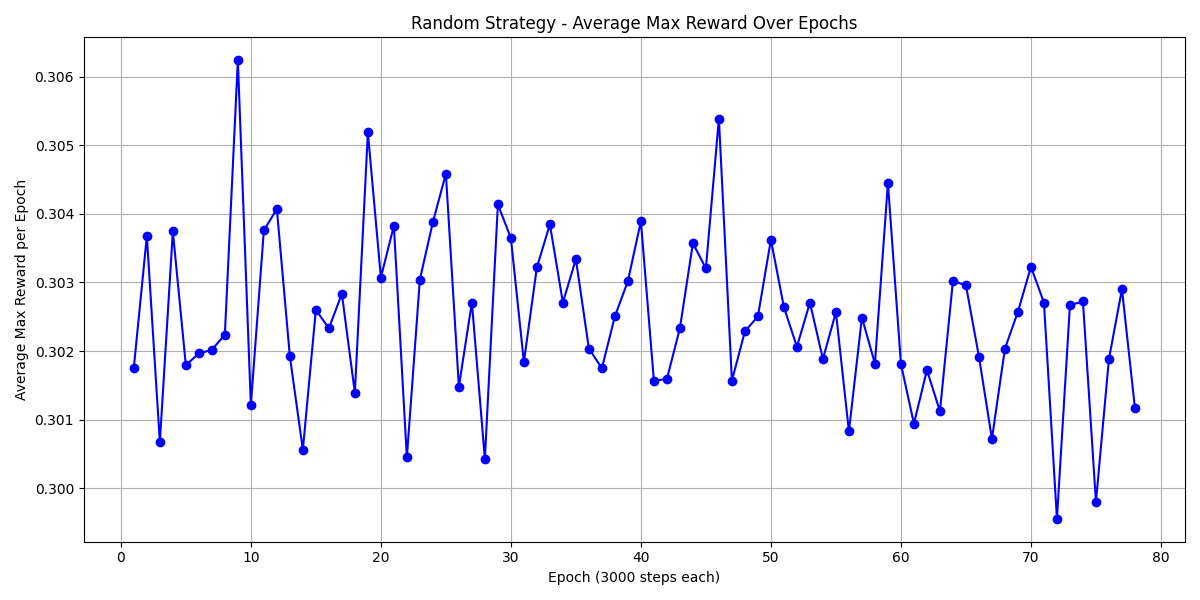 Random Strategy - Average Max Reward Over Epochs
Average Max Reward per Epoch
0.306
0.305
0.304
0.303
0.302
0.301
0.300
0 10 20 30 40 50 60 70 80
Epoch (3000 steps each)